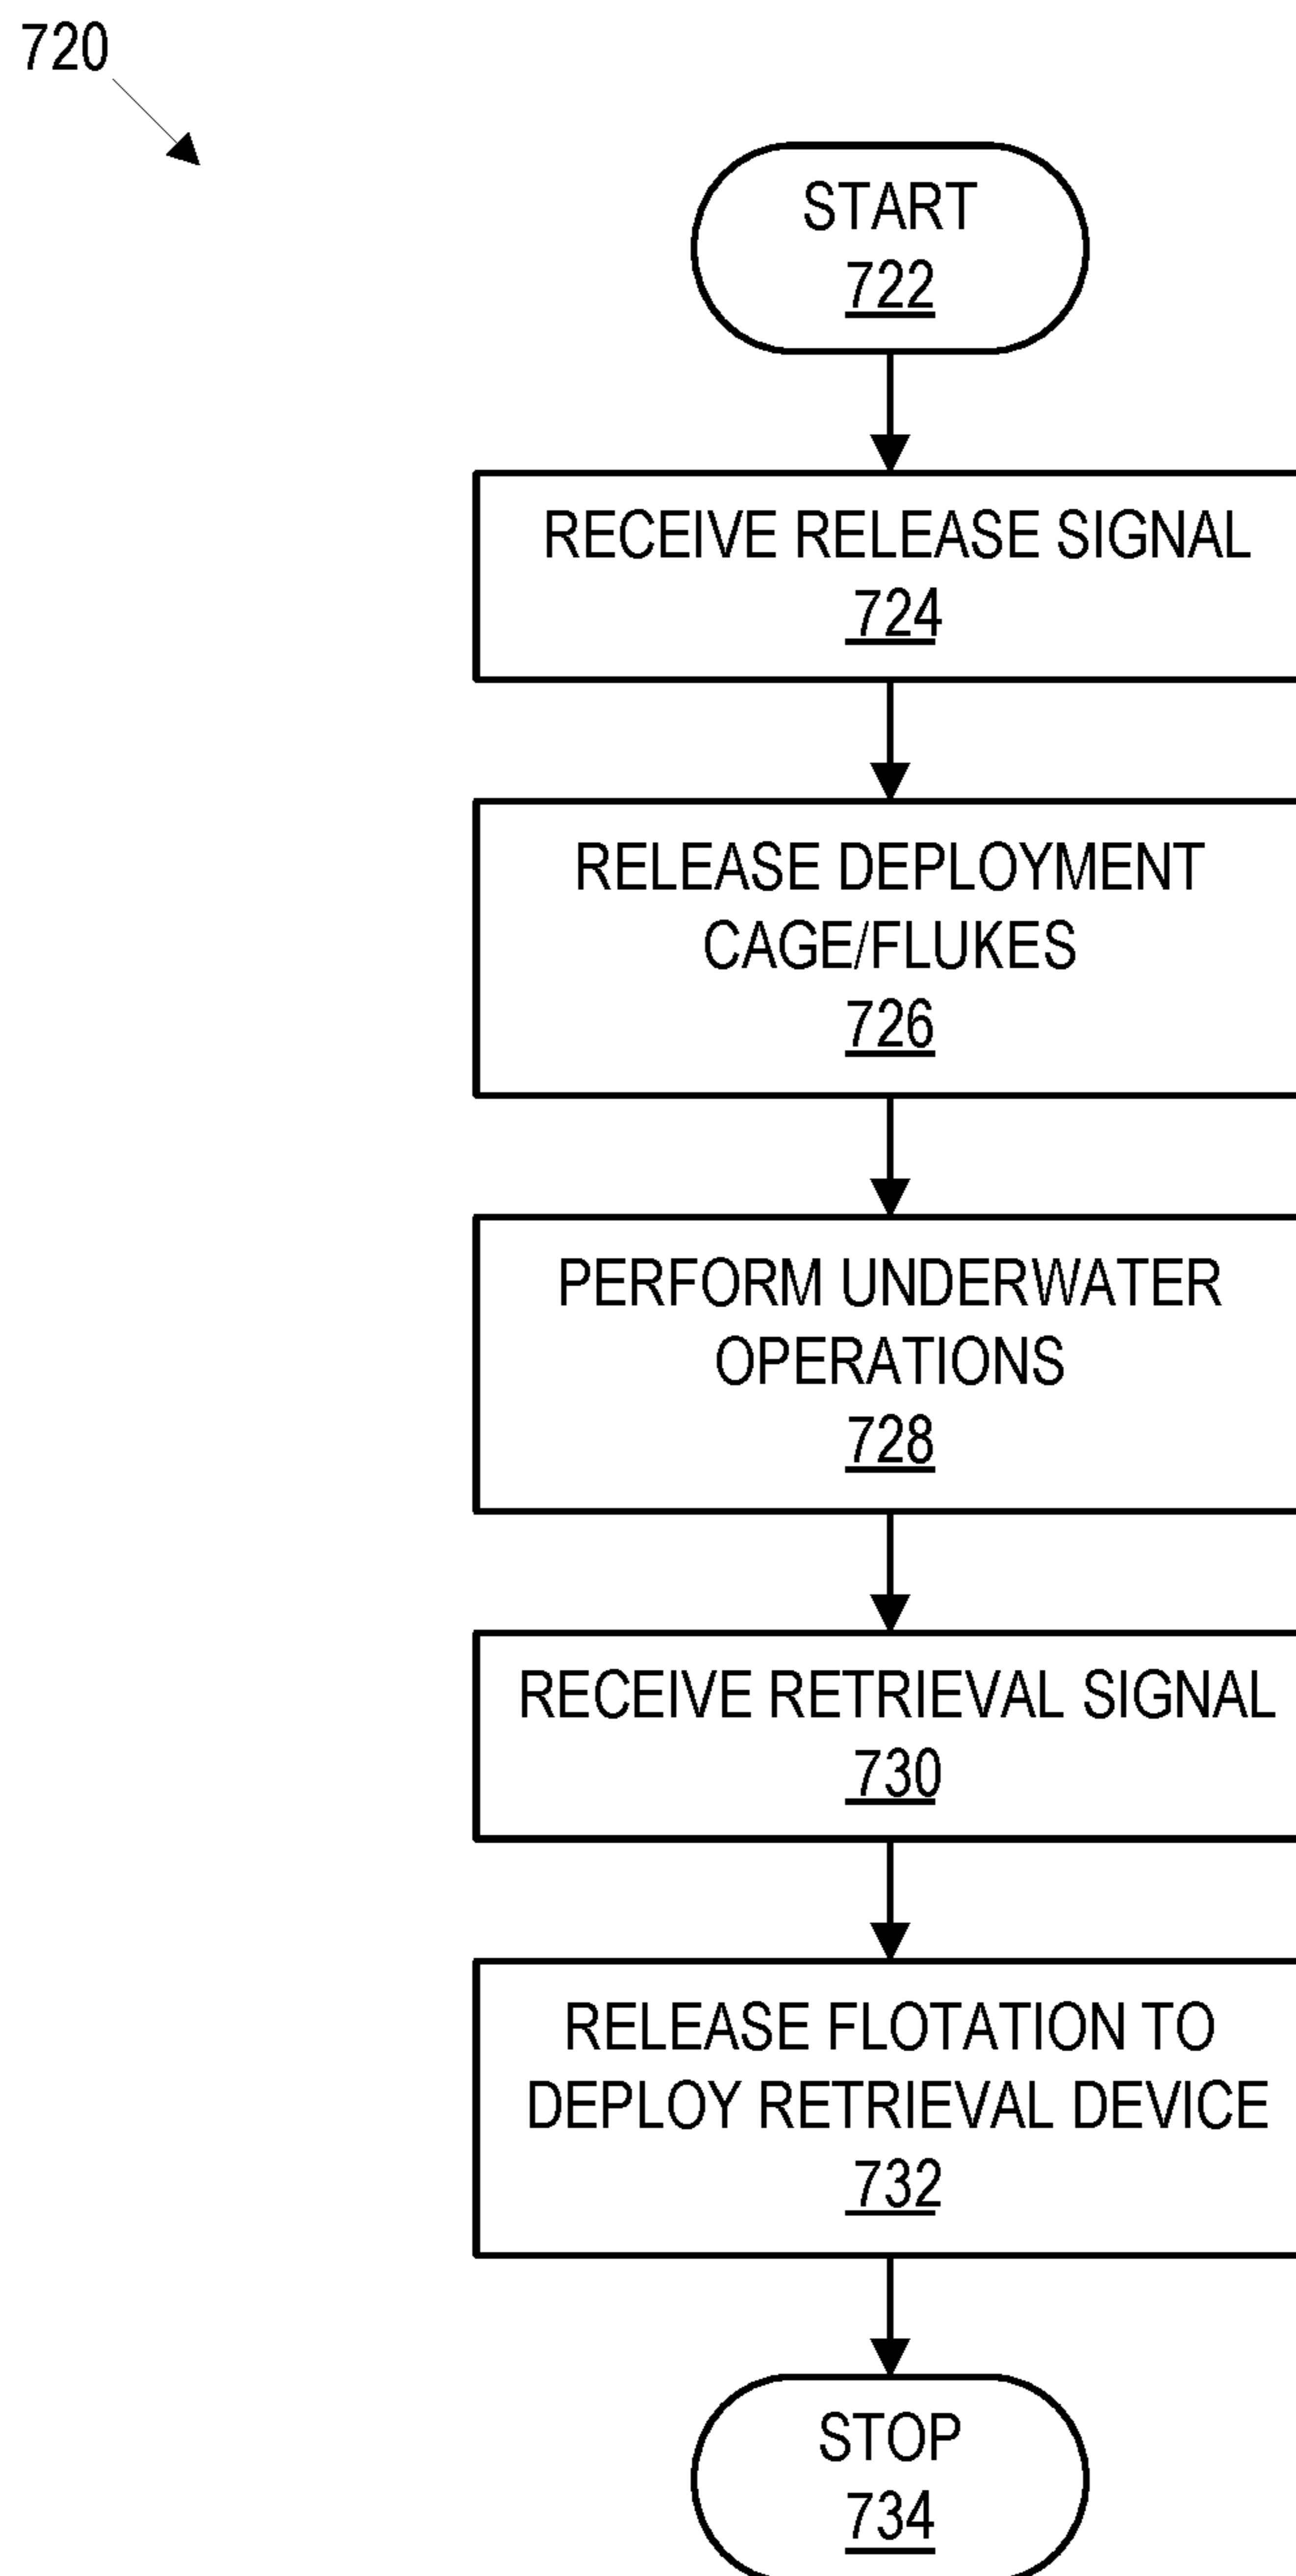 720
START
722
RECEIVE RELEASE SIGNAL
724
RELEASE DEPLOYMENT
CAGE/FLUKES
726
PERFORM UNDERWATER
OPERATIONS
728
RECEIVE RETRIEVAL SIGNAL
730
RELEASE FLOTATION TO
DEPLOY RETRIEVAL DEVICE
732
STOP
734